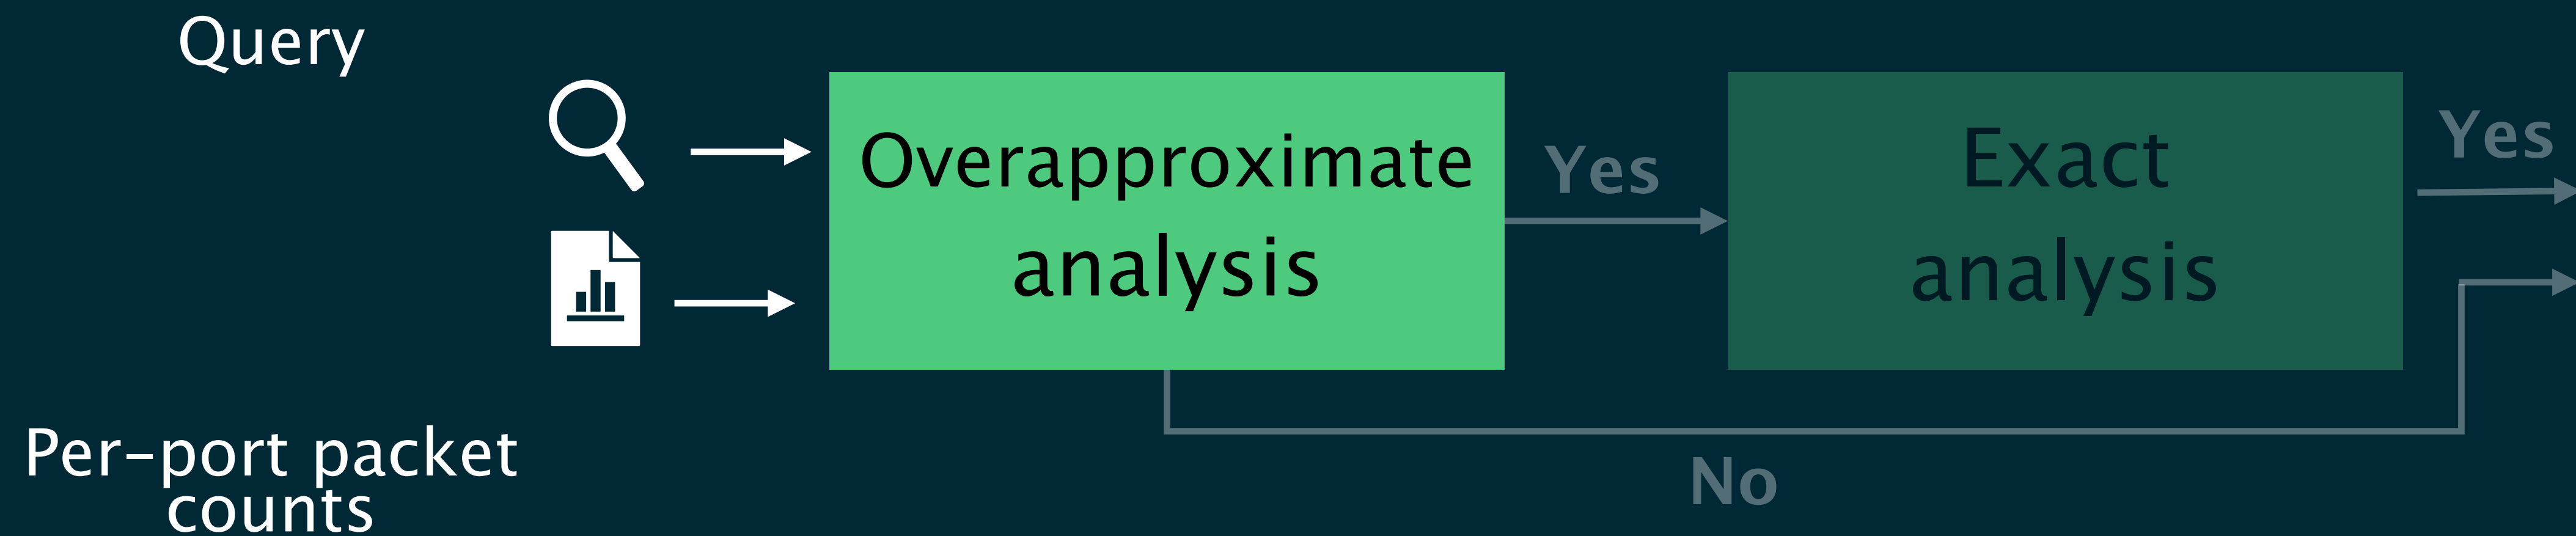 Query
Overapproximate
analysis
Yes
Exact
analysis
Yes
Per-port packet
counts
No